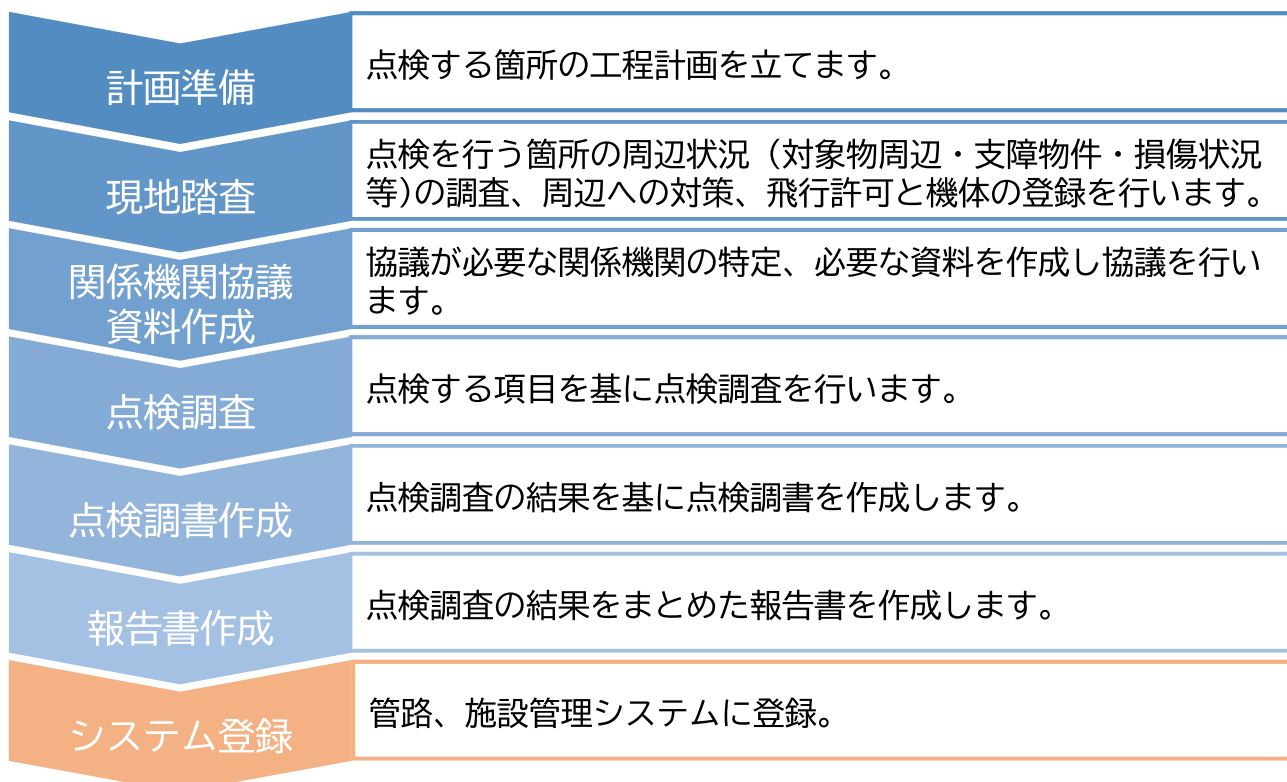 計画準備
点検する箇所の工程計画を立てます。
現地踏査
点検を行う箇所の周辺状況（対象物周辺・支障物件・損傷状況
等)の調査、周辺への対策、飛行許可と機体の登録を行います。
関係機関協議
資料作成
協議が必要な関係機関の特定、必要な資料を作成し協議を行い
ます。
点検調査
点検する項目を基に点検調査を行います。
点検調書作成
点検調査の結果を基に点検調書を作成します。
報告書作成
点検調査の結果をまとめた報告書を作成します。
システム登録
管路、施設管理システムに登録。